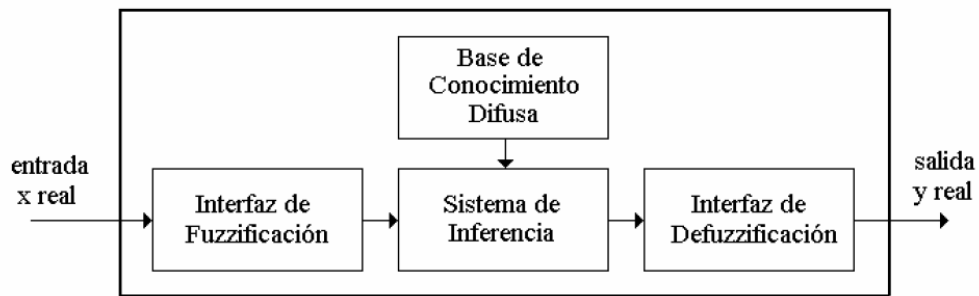 Base de
Conocimiento
Difusa
entrada
x real
Interfaz de
Fuzzificación
Sistema de
Inferencia
Interfaz de
Defuzzificación
salida
y real